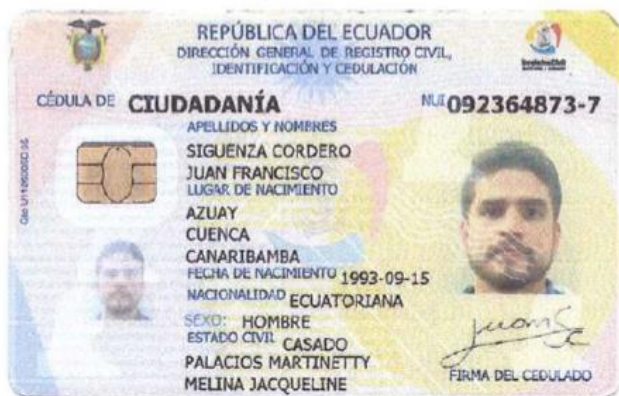 REPÚBLICA DEL ECUADOR
DIRECCIÓN GENERAL DE REGISTRO CIVIL,
IDENTIFICACIÓN Y CEDULACIÓN
CÉDULA DE CIUDADANÍA
NUI 092364873-7
APELLIDOS Y NOMBRES
SIGUENZA CORDERO
JUAN FRANCISCO
LUGAR DE NACIMIENTO
AZUAY
CUENCA
CANARIBAMBA
FECHA DE NACIMIENTO 1993-09-15
NACIONALIDAD ECUATORIANA
SEXO: HOMBRE
ESTADO CIVIL CASADO
PALACIOS MARTINETTY
MELINA JACQUELINE
FIRMA DEL CEDULADO